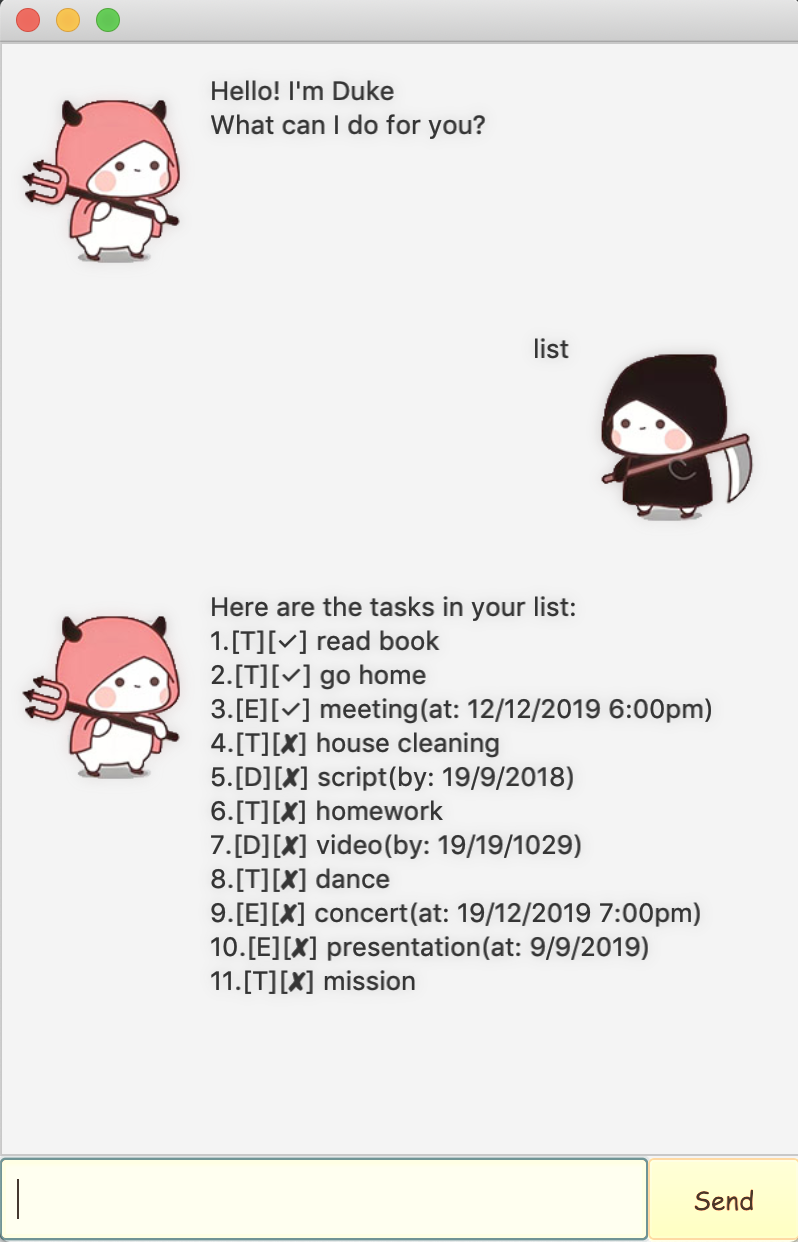 Hello! I'm Duke
What can I do for you?
list
Here are the tasks in your list:
1.[T][✓] read book
2.[T][✓] go home
3.[E][✓] meeting(at: 12/12/2019 6:00pm)
4.[T][✘] house cleaning
5.[D][✘] script(by: 19/9/2018)
6.[T][✘] homework
7.[D][✘] video(by: 19/19/1029)
8.[T][✘] dance
9.[E][✘] concert(at: 19/12/2019 7:00pm)
10.[E][✘] presentation(at: 9/9/2019)
11.[T][✘] mission
Send